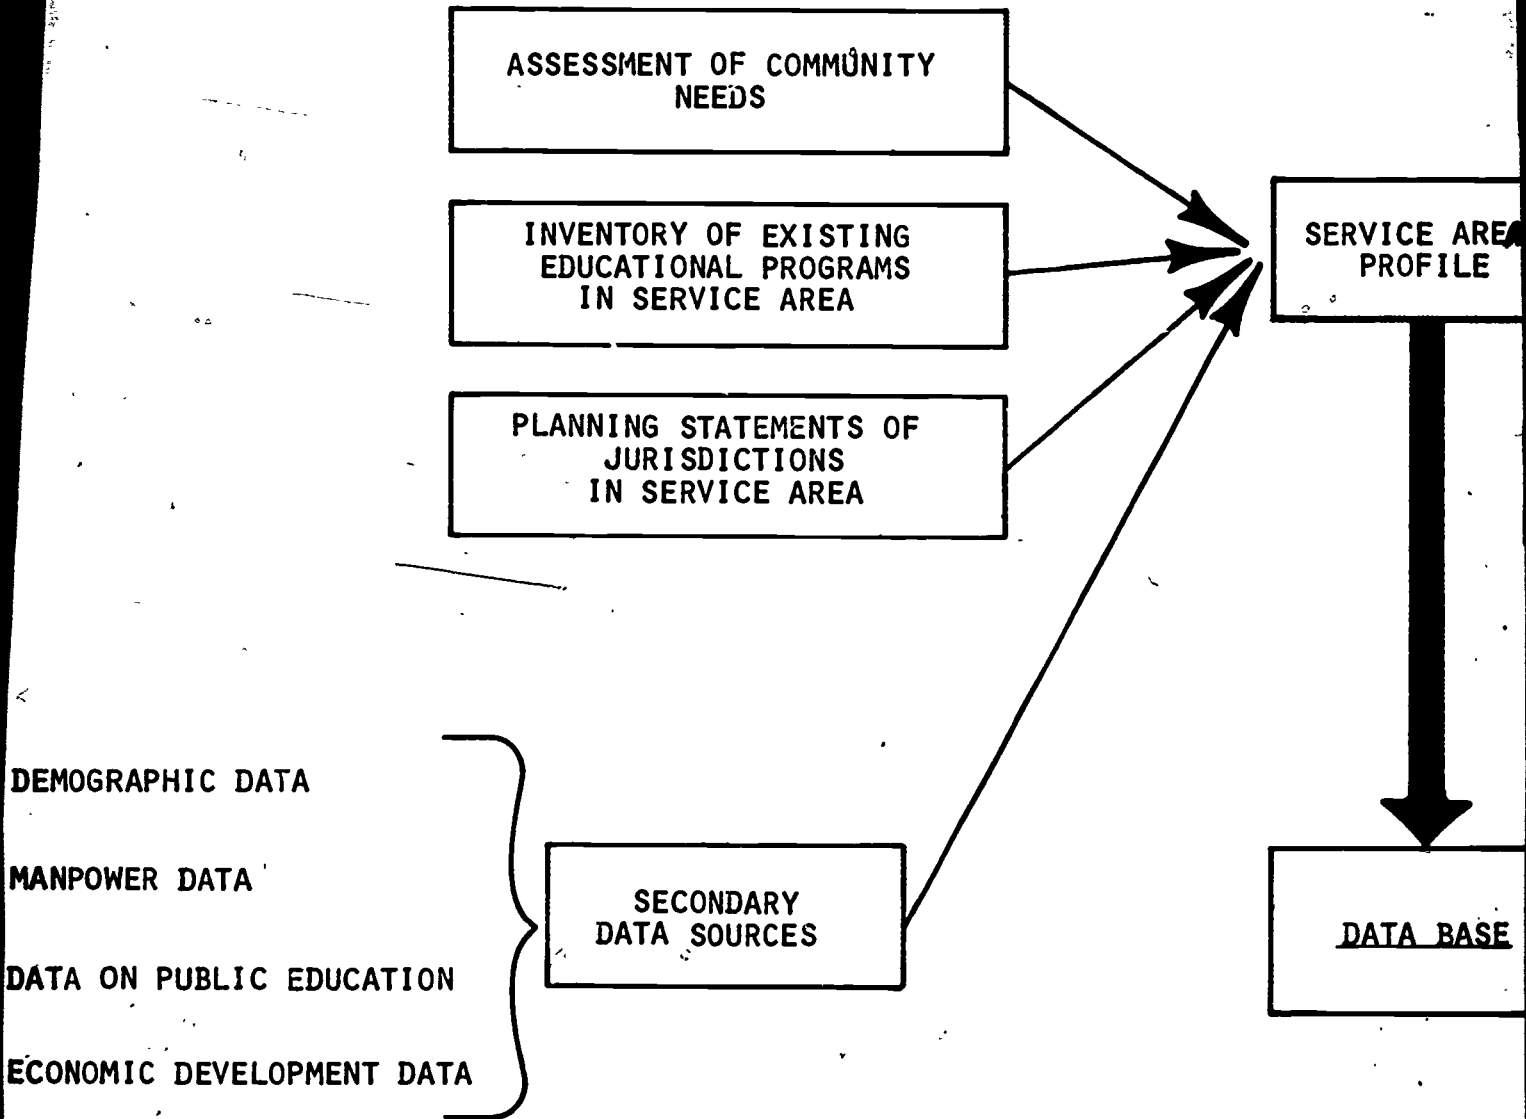 ASSESSMENT OF COMMUNITY
NEEDS
INVENTORY OF EXISTING
EDUCATIONAL PROGRAMS
IN SERVICE AREA
PLANNING STATEMENTS OF
JURISDICTIONS
IN SERVICE AREA
SERVICE AREA
PROFILE
DEMOGRAPHIC DATA
MANPOWER DATA
DATA ON PUBLIC EDUCATION
ECONOMIC DEVELOPMENT DATA
SECONDARY
DATA SOURCES
DATA BASE